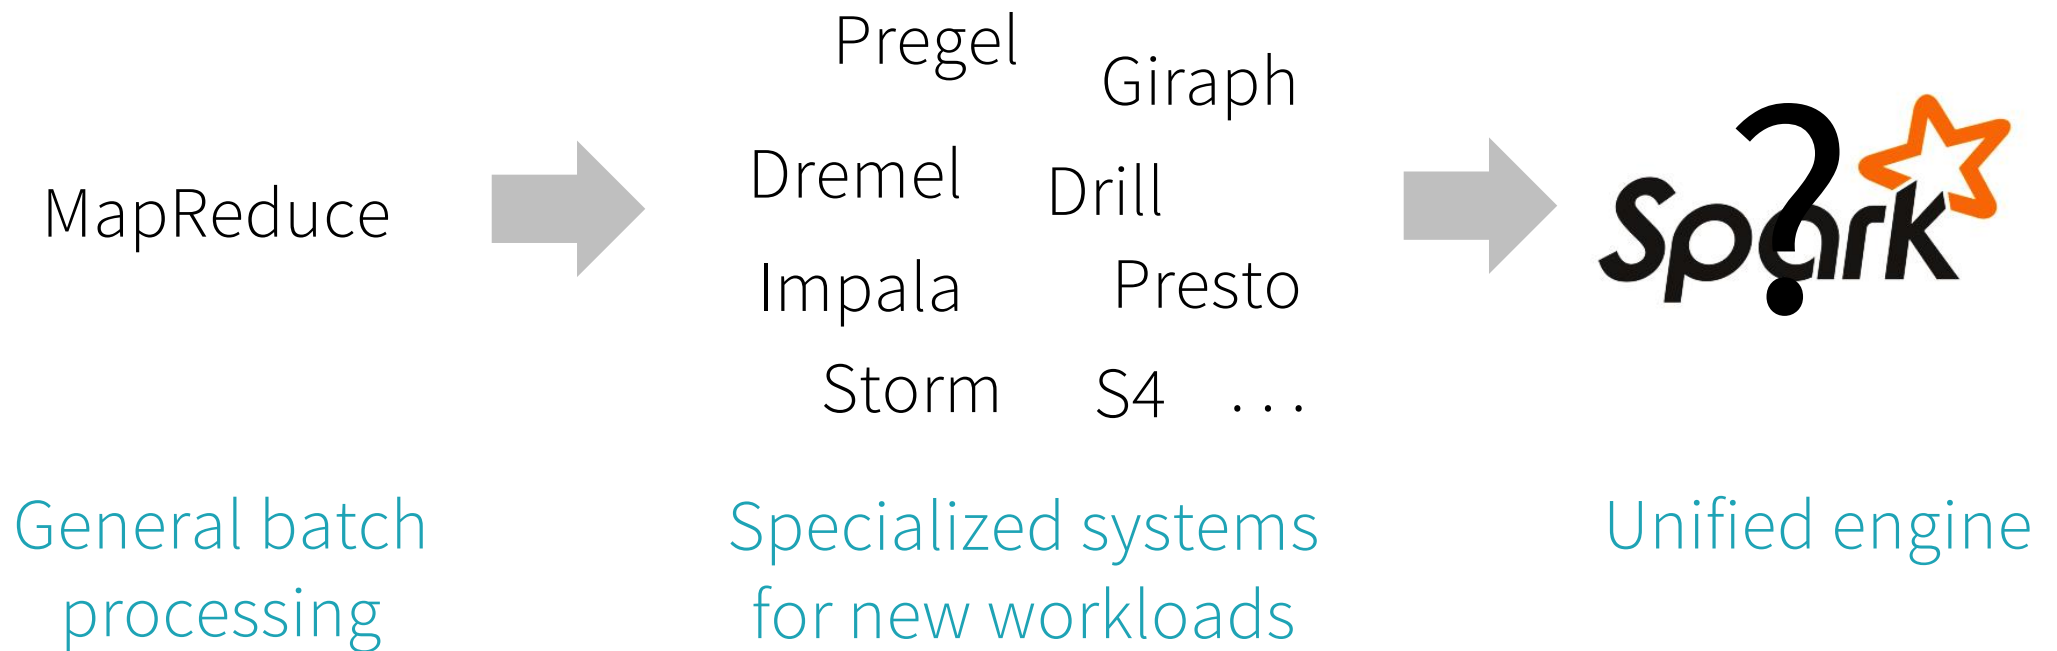 MapReduce
General batch
processing
Pregel
Giraph
Dremel
Drill
Impala
Presto
Storm
S4 ...
Specialized systems
for new workloads
Spark
?
Unified engine